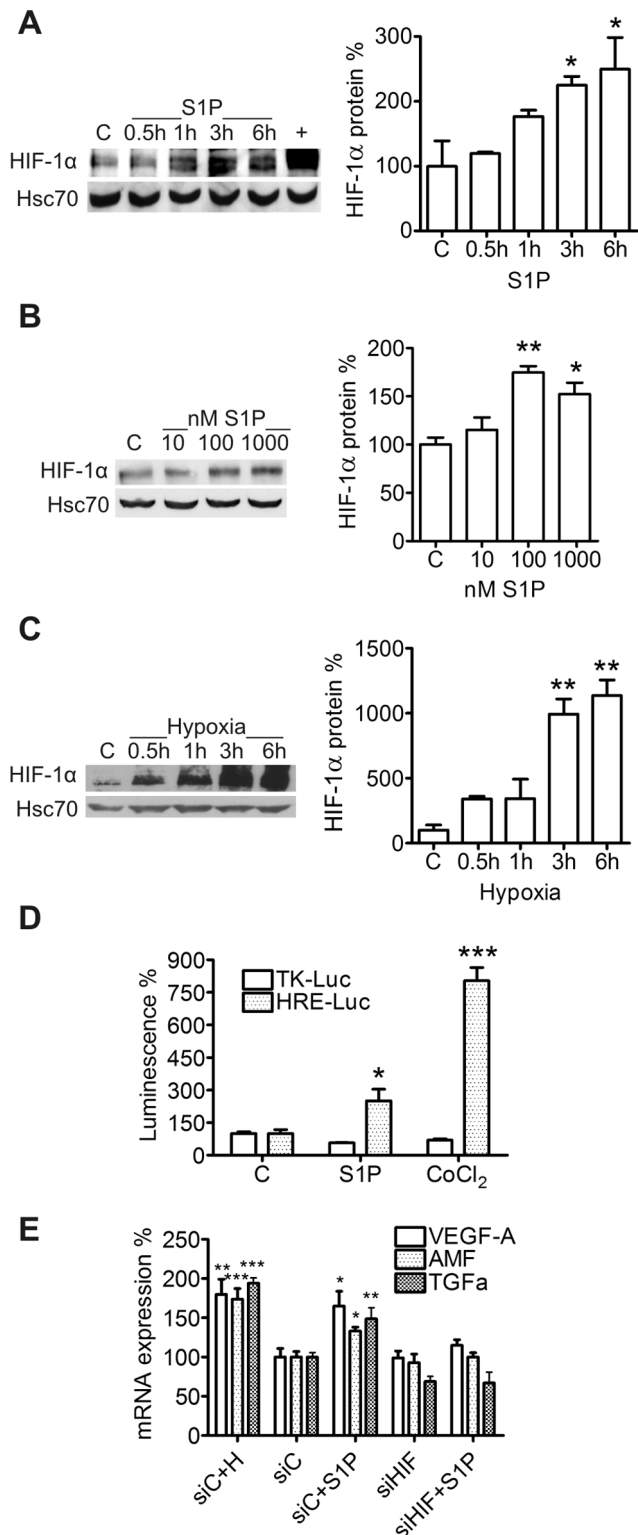 A
S1P
C 0.5h 1h 3h 6h +
HIF-1α
Hsc70
HIF-1α protein %
300
200
100
0
C 0.5h 1h 3h 6h
S1P
* *
B
nM S1P
C 10 100 1000
HIF-1α
Hsc70
HIF-1α protein %
200
150
100
50
0
C 10 100 1000
nM S1P
** *
C
Hypoxia
C 0.5h 1h 3h 6h
HIF-1α
Hsc70
HIF-1α protein %
1500
1000
500
0
C 0.5h 1h 3h 6h
Hypoxia
** **
D
Luminescence %
900
750
600
450
300
150
0
TK-Luc
HRE-Luc
* ***
C S1P CoCl₂
E
mRNA expression %
250
200
150
100
50
0
VEGF-A
AMF
TGFa
** *** *** * * **
siC+H siC siC+S1P siHIF siHIF+S1P